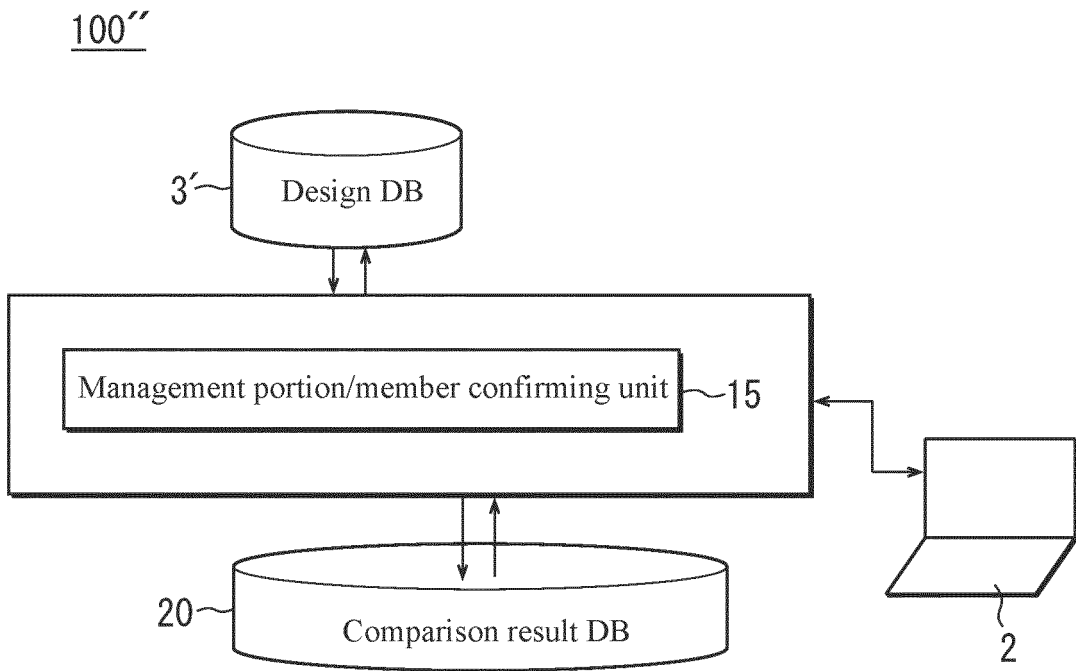 100″
3′
Design DB
Management portion/member confirming unit
15
20
Comparison result DB
2